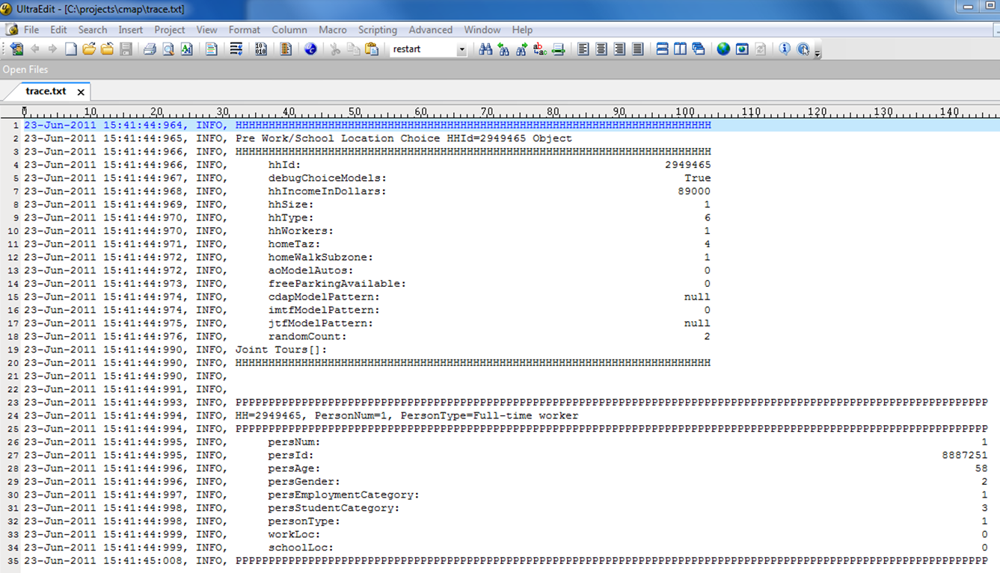 UltraEdit - [C:\projects\cmap\trace.txt]
File Edit Search Insert Project View Format Column Macro Scripting Advanced Window Help
restart
Open Files
trace.txt
0 10 20 30 40 50 60 70 80 90 100 110 120 130 140
1 23-Jun-2011 15:41:44:964, INFO, HHHHHHHHHHHHHHHHHHHHHHHHHHHHHHHHHHHHHHHHHHHHHHHHHHHHHHHHHHHHHHHHHHHHHHHH
2 23-Jun-2011 15:41:44:965, INFO, Pre Work/School Location Choice HHId=2949465 Object
3 23-Jun-2011 15:41:44:966, INFO, HHHHHHHHHHHHHHHHHHHHHHHHHHHHHHHHHHHHHHHHHHHHHHHHHHHHHHHHHHHHHHHHHHHHHHHH
4 23-Jun-2011 15:41:44:966, INFO, hhId: 2949465
5 23-Jun-2011 15:41:44:967, INFO, debugChoiceModels: True
7 23-Jun-2011 15:41:44:968, INFO, hhIncomeInDollars: 89000
8 23-Jun-2011 15:41:44:969, INFO, hhSize: 1
9 23-Jun-2011 15:41:44:970, INFO, hhType: 6
10 23-Jun-2011 15:41:44:970, INFO, hhWorkers: 1
11 23-Jun-2011 15:41:44:971, INFO, homeTaz: 4
12 23-Jun-2011 15:41:44:972, INFO, homeWalkSubzone: 1
13 23-Jun-2011 15:41:44:972, INFO, aoModelAutos: 0
14 23-Jun-2011 15:41:44:973, INFO, freeParkingAvailable: 0
15 23-Jun-2011 15:41:44:974, INFO, cdapModelPattern: null
16 23-Jun-2011 15:41:44:974, INFO, imtfModelPattern: 0
17 23-Jun-2011 15:41:44:975, INFO, jtfModelPattern: null
18 23-Jun-2011 15:41:44:976, INFO, randomCount: 2
19 23-Jun-2011 15:41:44:990, INFO, Joint Tours[]:
20 23-Jun-2011 15:41:44:990, INFO, HHHHHHHHHHHHHHHHHHHHHHHHHHHHHHHHHHHHHHHHHHHHHHHHHHHHHHHHHHHHHHHHHHHHHHHH
21 23-Jun-2011 15:41:44:990, INFO,
22 23-Jun-2011 15:41:44:991, INFO,
23 23-Jun-2011 15:41:44:993, INFO, PPPPPPPPPPPPPPPPPPPPPPPPPPPPPPPPPPPPPPPPPPPPPPPPPPPPPPPPPPPPPPPPPPPPPPPPPPPPPPPPPPPPPPPPPPPPPPPPPPPPPPPPPPPPPPPPPP
24 23-Jun-2011 15:41:44:994, INFO, HH=2949465, PersonNum=1, PersonType=Full-time worker
25 23-Jun-2011 15:41:44:994, INFO, PPPPPPPPPPPPPPPPPPPPPPPPPPPPPPPPPPPPPPPPPPPPPPPPPPPPPPPPPPPPPPPPPPPPPPPPPPPPPPPPPPPPPPPPPPPPPPPPPPPPPPPPPPPPPPPPPP
26 23-Jun-2011 15:41:44:995, INFO, persNum: 1
27 23-Jun-2011 15:41:44:995, INFO, persId: 8887251
28 23-Jun-2011 15:41:44:996, INFO, persAge: 58
29 23-Jun-2011 15:41:44:996, INFO, persGender: 2
30 23-Jun-2011 15:41:44:997, INFO, persEmploymentCategory: 1
31 23-Jun-2011 15:41:44:998, INFO, persStudentCategory: 3
32 23-Jun-2011 15:41:44:998, INFO, personType: 1
33 23-Jun-2011 15:41:44:999, INFO, workLoc: 0
34 23-Jun-2011 15:41:44:999, INFO, schoolLoc: 0
35 23-Jun-2011 15:41:45:008, INFO, PPPPPPPPPPPPPPPPPPPPPPPPPPPPPPPPPPPPPPPPPPPPPPPPPPPPPPPPPPPPPPPPPPPPPPPPPPPPPPPPPPPPPPPPPPPPPPPPPPPPPPPPPPPPPPPPPP